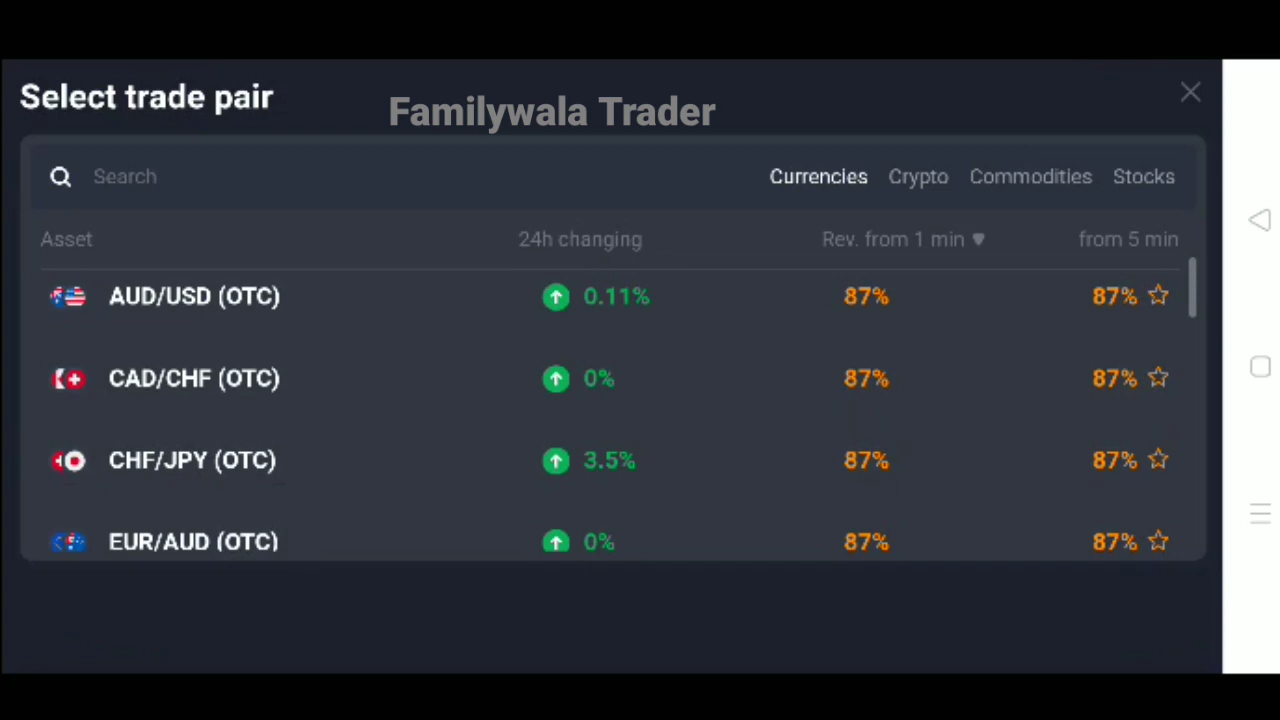 Select trade pair
Familywala Trader
Search
Currencies Crypto Commodities Stocks
Asset 24h changing Rev. from 1 min from 5 min
AUD/USD (OTC) 0.11% 87% 87%
CAD/CHF (OTC) 0% 87% 87%
CHF/JPY (OTC) 3.5% 87% 87%
EUR/AUD (OTC) 0% 87% 87%